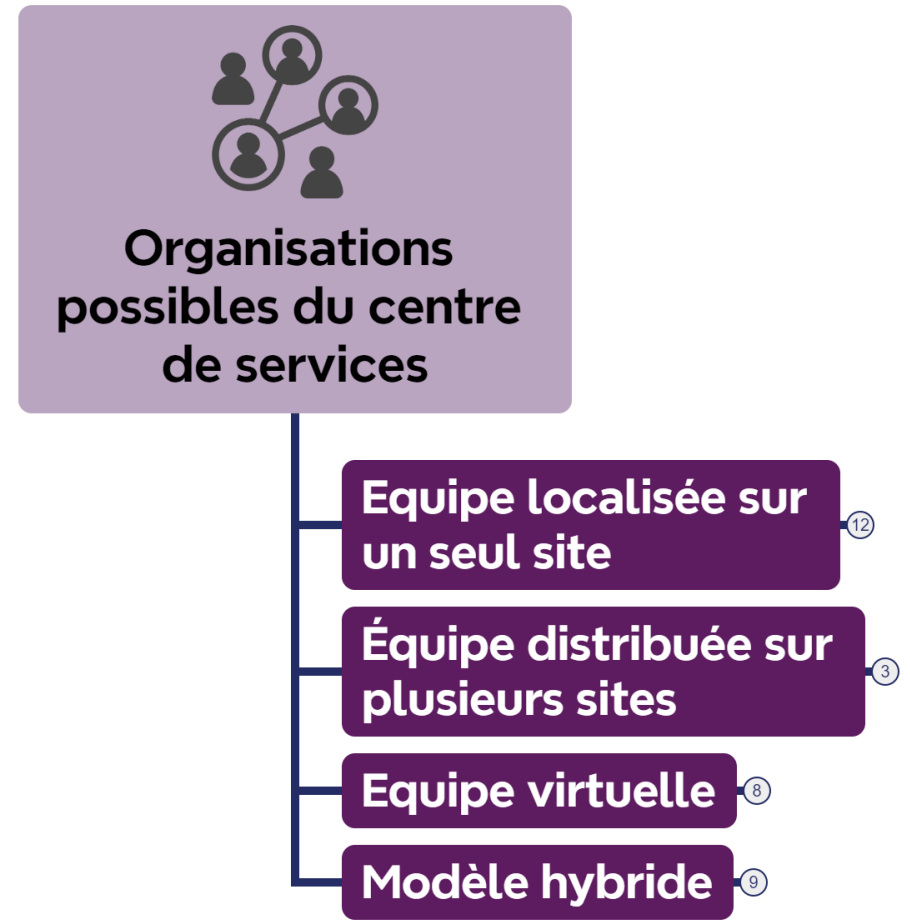 Organisations
possibles du centre
de services
Equipe localisée sur
un seul site
12
Équipe distribuée sur
plusieurs sites
3
Equipe virtuelle
8
Modèle hybride
9